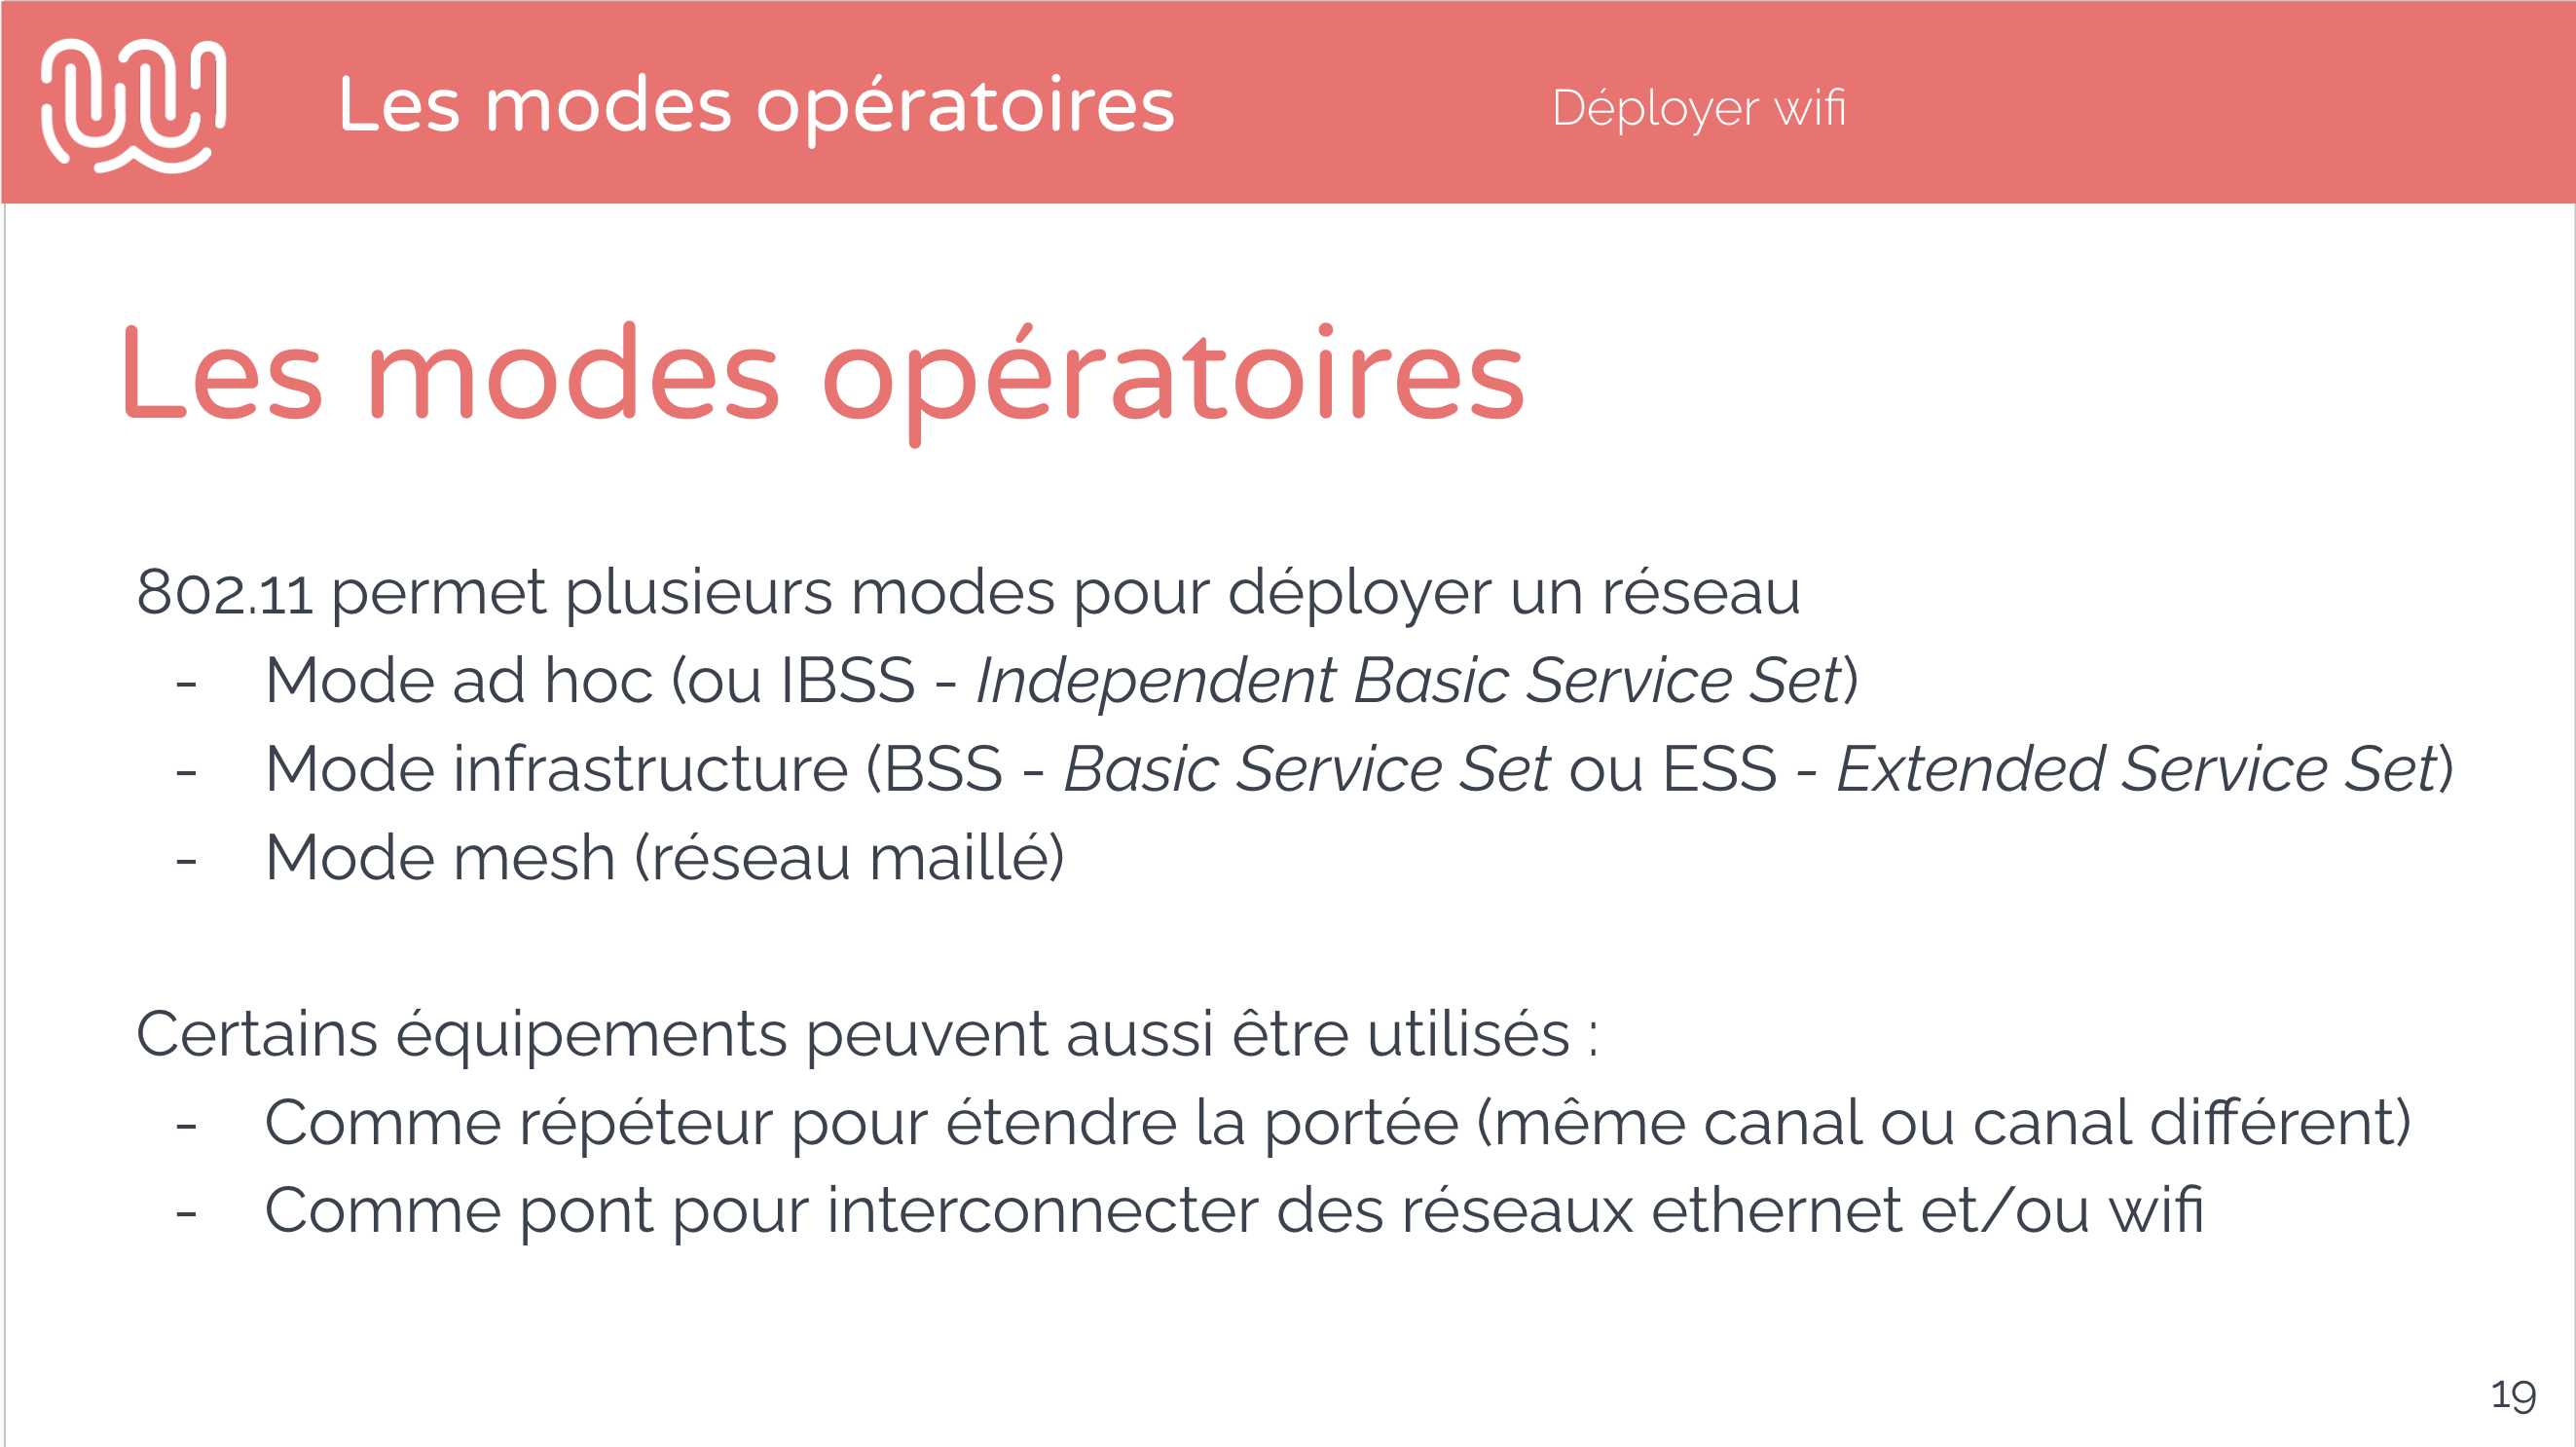 Les modes opératoires
Déployer wifi
Les modes opératoires
802.11 permet plusieurs modes pour déployer un réseau
- Mode ad hoc (ou IBSS - Independent Basic Service Set)
- Mode infrastructure (BSS - Basic Service Set ou ESS - Extended Service Set)
- Mode mesh (réseau maillé)
Certains équipements peuvent aussi être utilisés :
- Comme répéteur pour étendre la portée (même canal ou canal différent)
- Comme pont pour interconnecter des réseaux ethernet et/ou wifi
19